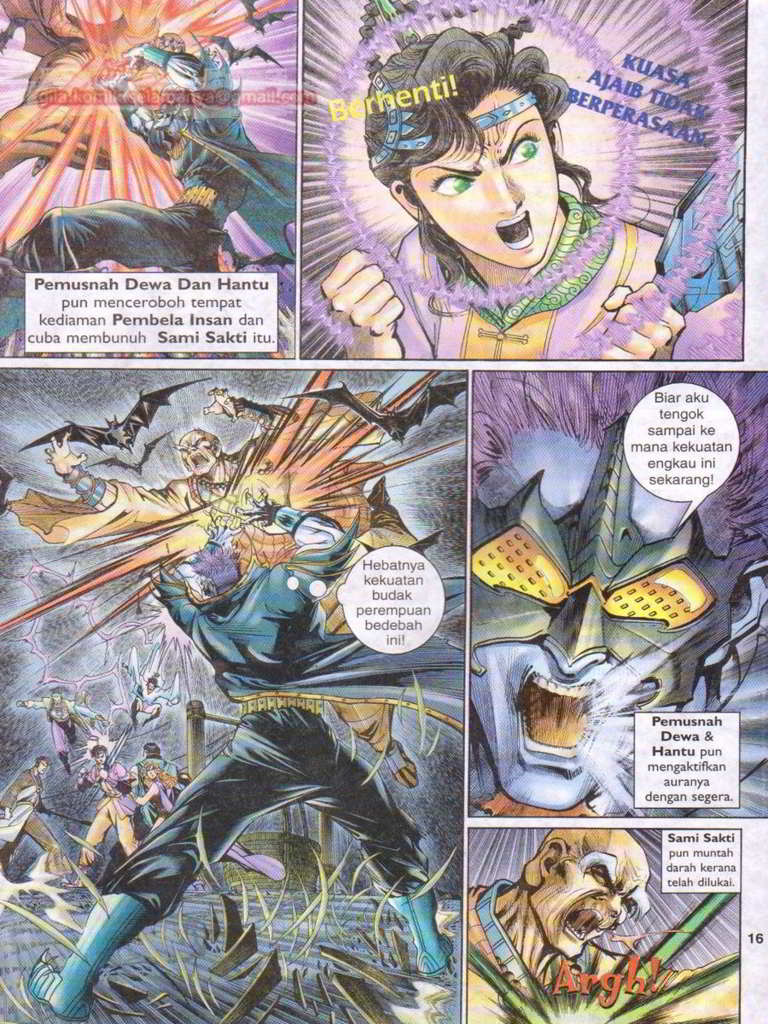 Pemusnah Dewa Dan Hantu
pun menceroboh tempat
kediaman Pembela Insan dan
cuba membunuh Sami Sakti itu.
Berhenti!
KUASA
AJAIB TIDAK
BERPERASAAN
Hebatnya
kekuatan
budak
perempuan
bedebah
ini!
Biar aku
tengok
sampai ke
mana kekuatan
engkau ini
sekarang!
Pemusnah
Dewa &
Hantu pun
mengaktifkan
auranya
dengan segera.
Sami Sakti
pun muntah
darah kerana
telah dilukai.
Argh!
16